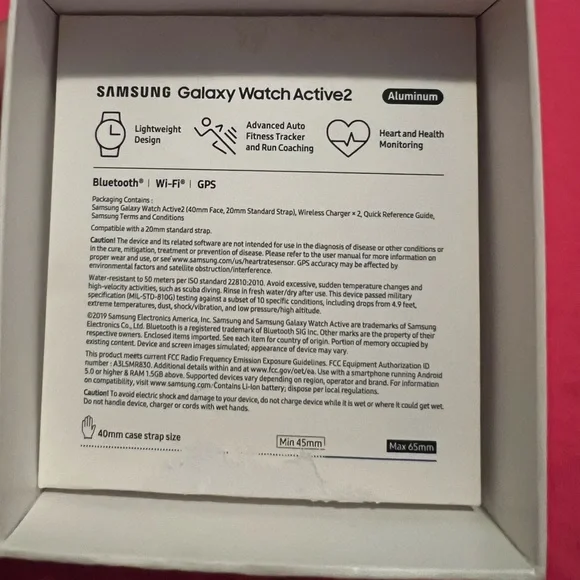 SAMSUNG Galaxy Watch Active2 Aluminum
Lightweight
Design
Advanced Auto
Fitness Tracker
and Run Coaching
Heart and Health
Monitoring
Bluetooth® | Wi-Fi® | GPS
Packaging Contains :
Samsung Galaxy Watch Active2 (40mm Face, 20mm Standard Strap), Wireless Charger × 2, Quick Reference Guide,
Samsung Terms and Conditions
Compatible with a 20mm standard strap.
Caution! The device and its related software are not intended for use in the diagnosis of disease or other conditions or
in the cure, mitigation, treatment or prevention of disease. Please refer to the user manual for more information on
proper wear and use, or see www.samsung.com/us/heartratesensor. GPS accuracy may be affected by
environmental factors and satellite obstruction/interference.
Water-resistant to 50 meters per ISO standard 22810:2010. Avoid excessive, sudden temperature changes and
high-velocity activities, such as scuba diving. Rinse in fresh water/dry after use. This device passed military
specification (MIL-STD-810G) testing against a subset of 10 specific conditions, including drops from 4.9 feet,
extreme temperatures, dust, shock/vibration, and low pressure/high altitude.
©2019 Samsung Electronics America, Inc. Samsung and Samsung Galaxy Watch Active are trademarks of Samsung
Electronics Co., Ltd. Bluetooth is a registered trademark of Bluetooth SIG Inc. Other marks are the property of their
respective owners. Enclosed items imported. See each item for country of origin. Portion of memory occupied by
existing content. Device and screen images simulated; appearance of device may vary.
This product meets current FCC Radio Frequency Emission Exposure Guidelines. FCC Equipment Authorization ID
number : A3LSMR830. Additional details within and at www.fcc.gov/oet/ea. Use with a smartphone running Android
5.0 or higher & RAM 1.5GB above. Supported devices vary depending on region, operator and brand. For information
on compatibility, visit www.samsung.com. Contains Li-Ion battery; dispose per local regulations.
Caution! To avoid electric shock and damage to your device, do not charge device while it is wet or where it could get wet.
Do not handle device, charger or cords with wet hands.
40mm case strap size
Min 45mm
Max 65mm